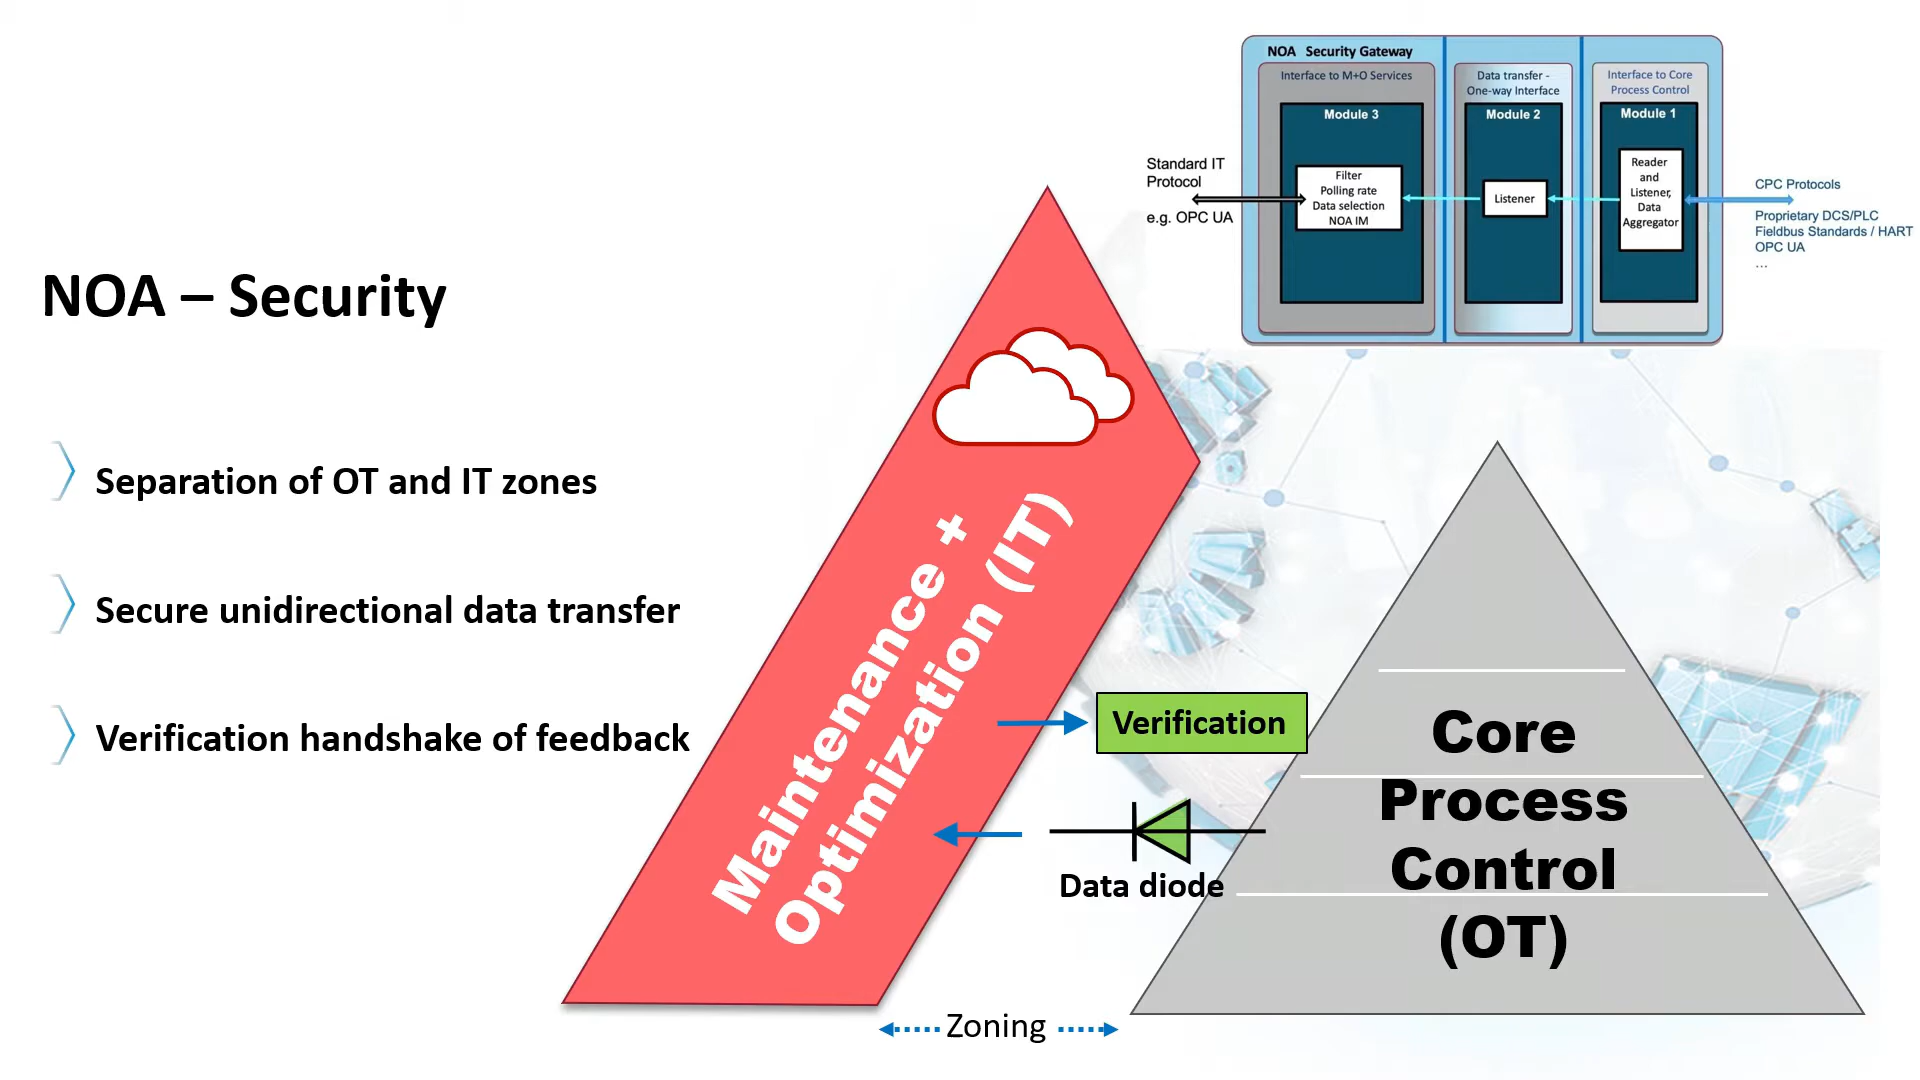 NOA – Security
Separation of OT and IT zones
Secure unidirectional data transfer
Verification handshake of feedback
NOA Security Gateway
Interface to M+O Services
Module 3
Filter
Polling rate
Data selection
NOA IM
Data transfer -
One-way Interface
Module 2
Listener
Interface to Core
Process Control
Module 1
Reader
and
Listener,
Data
Aggregator
Standard IT
Protocol
e.g. OPC UA
CPC Protocols
Proprietary DCS/PLC
Fieldbus Standards / HART
OPC UA
...
Maintenance +
Optimization (IT)
Verification
Data diode
Core
Process
Control
(OT)
Zoning